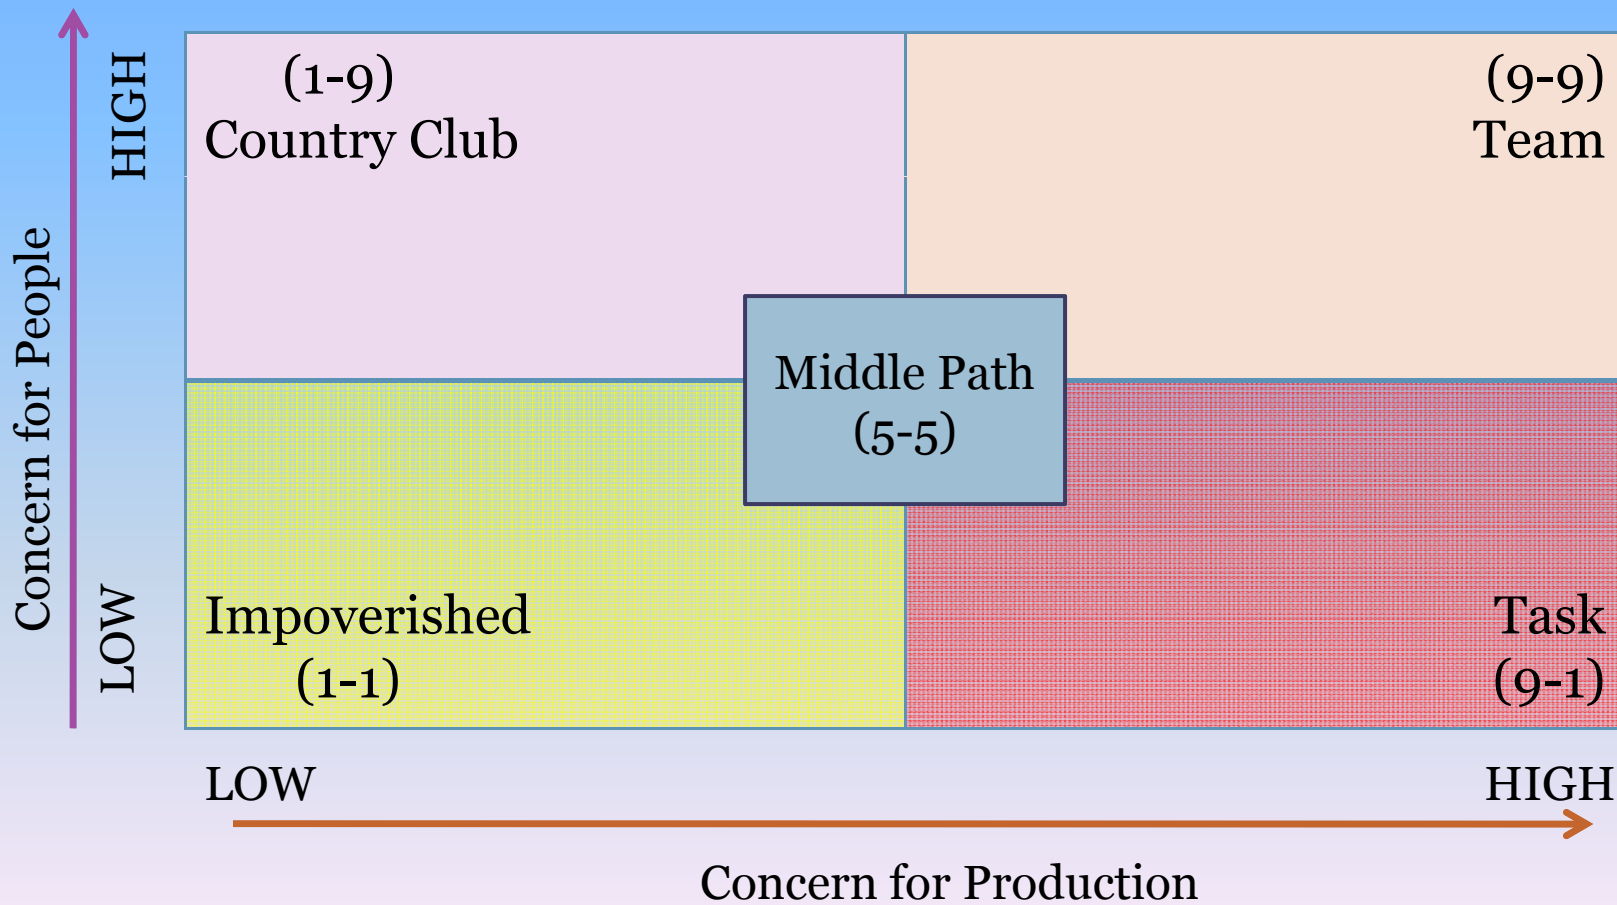 HIGH
(1-9)
Country Club
(9-9)
Team
Concern for People
Middle Path
(5-5)
LOW
Impoverished
(1-1)
Task
(9-1)
LOW
HIGH
Concern for Production